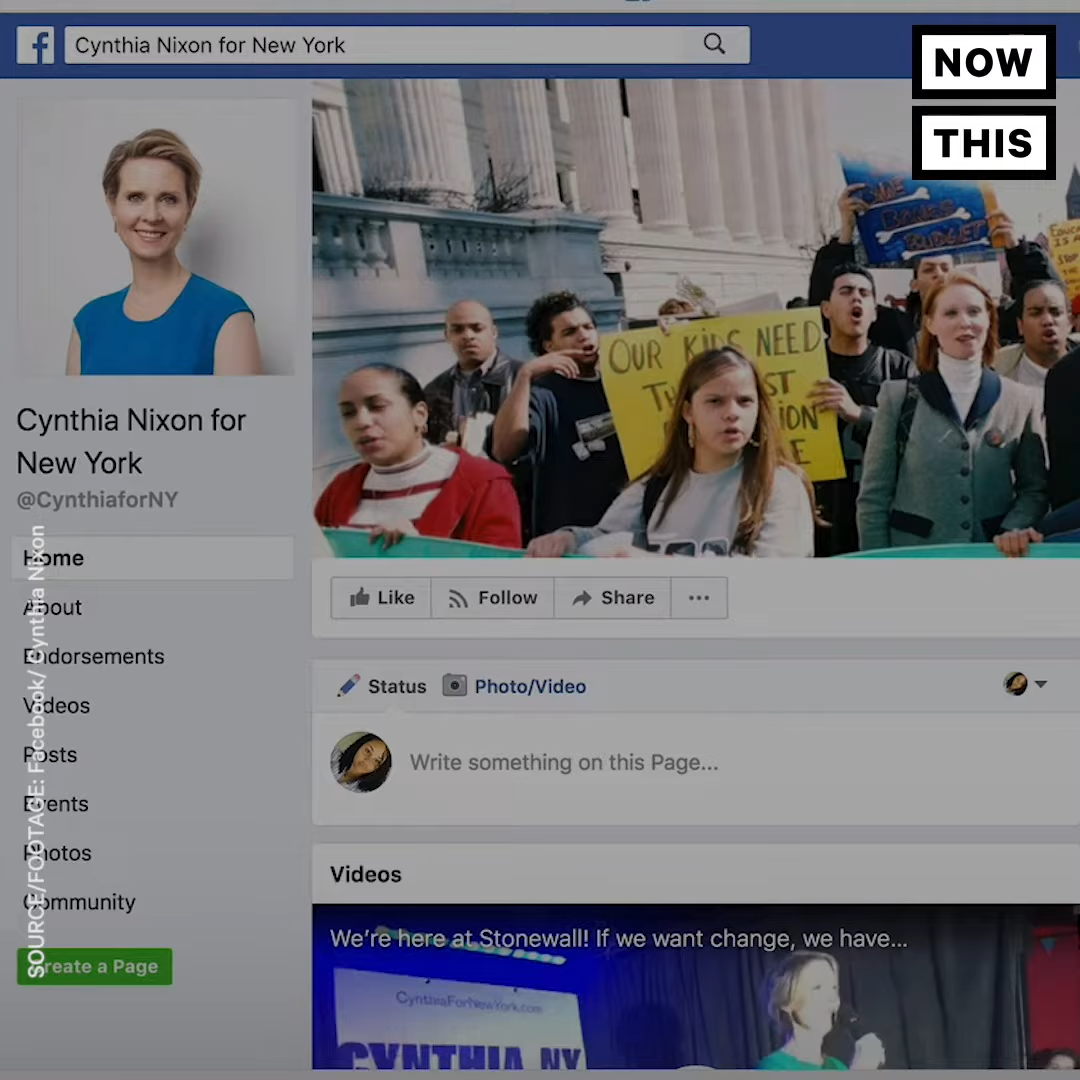 Cynthia Nixon for New York
NOW
THIS
BUDGET
OUR KIDS NEED
Cynthia Nixon for
New York
@CynthiaforNY
Home
About
Endorsements
Videos
Posts
Events
Photos
Community
Create a Page
SOURCE/FOOTAGE: Facebook/ Cynthia Nixon
Like
Follow
Share
Status
Photo/Video
Write something on this Page...
Videos
We're here at Stonewall! If we want change, we have...
CynthiaForNewYork.com
CYNTHIA NY